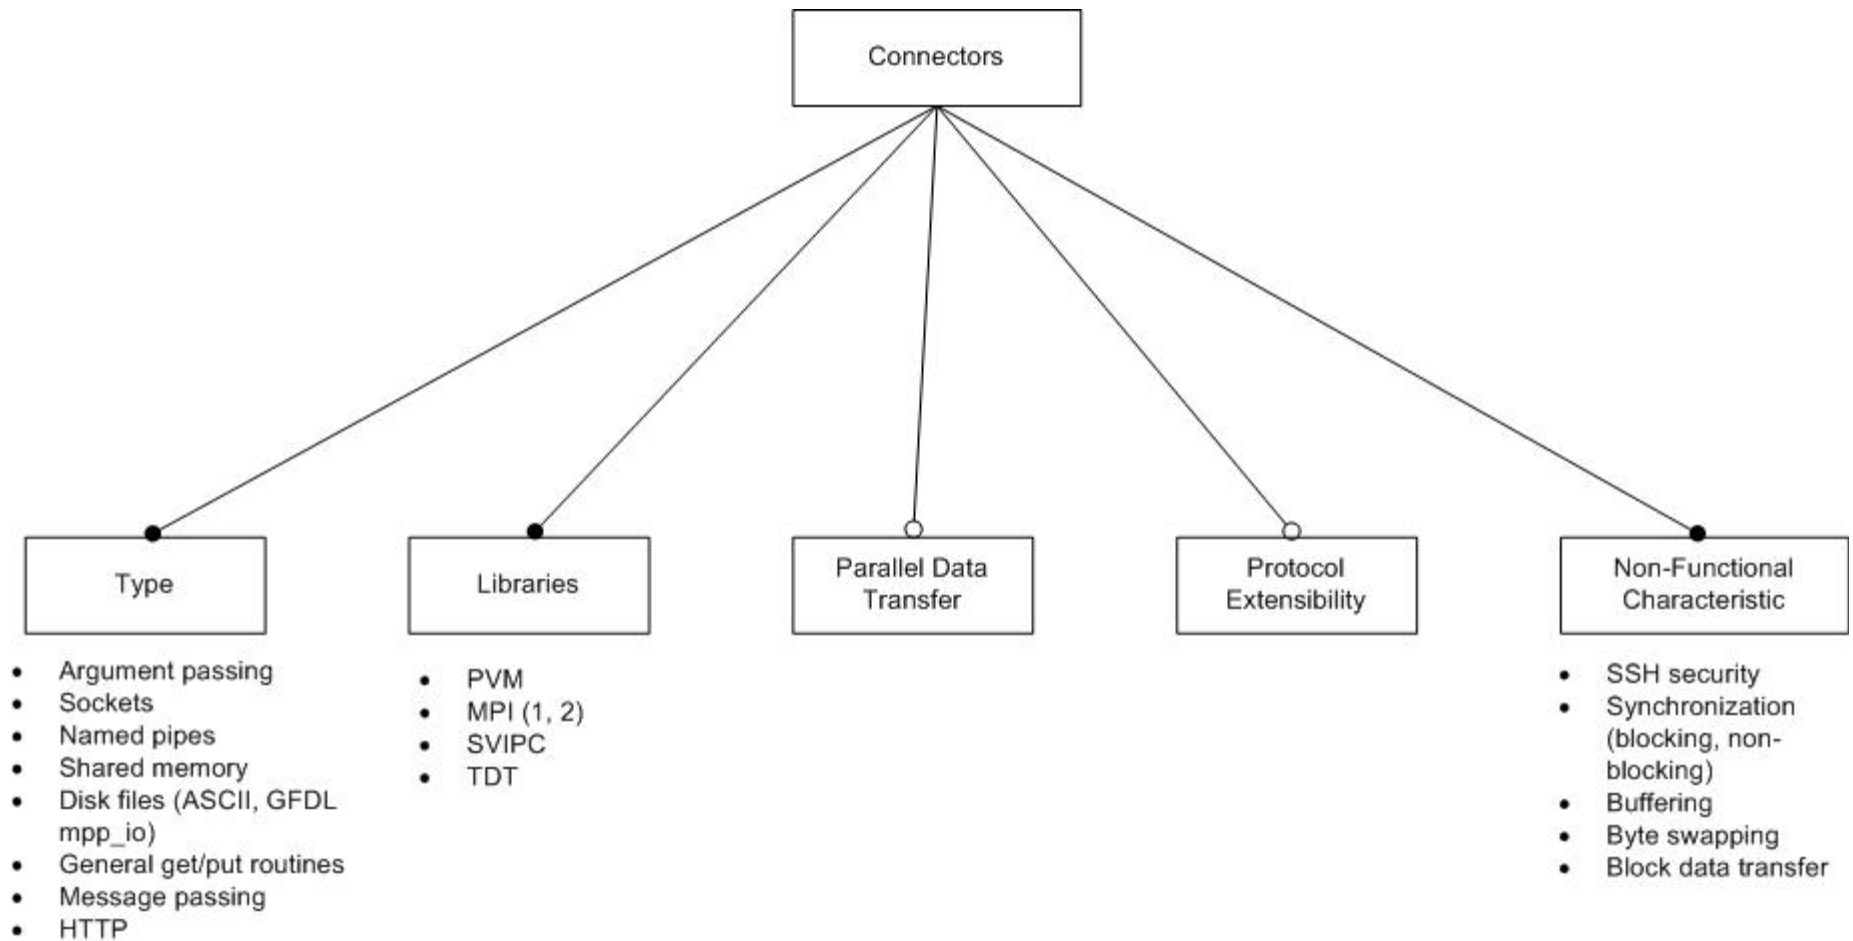 Connectors
Type
Libraries
Parallel Data
Transfer
Protocol
Extensibility
Non-Functional
Characteristic
• Argument passing
• Sockets
• Named pipes
• Shared memory
• Disk files (ASCII, GFDL
mpp_io)
• General get/put routines
• Message passing
• HTTP
• PVM
• MPI (1, 2)
• SVIPC
• TDT
• SSH security
• Synchronization
(blocking, non-
blocking)
• Buffering
• Byte swapping
• Block data transfer